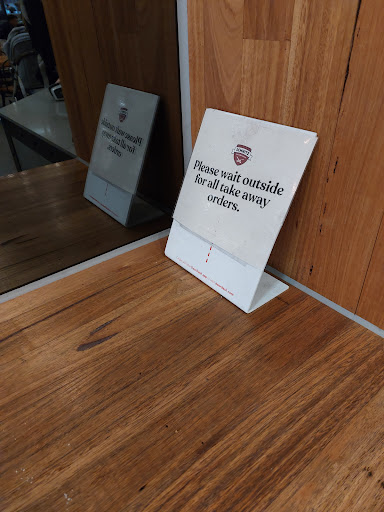 Please wait outside
for all take away
orders.